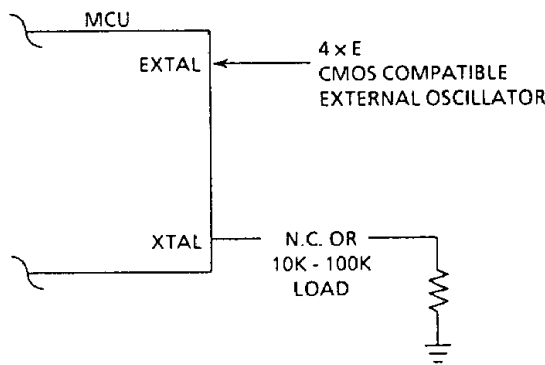 MCU
EXTAL
4 x E
CMOS COMPATIBLE
EXTERNAL OSCILLATOR
XTAL
N.C. OR
10K - 100K
LOAD